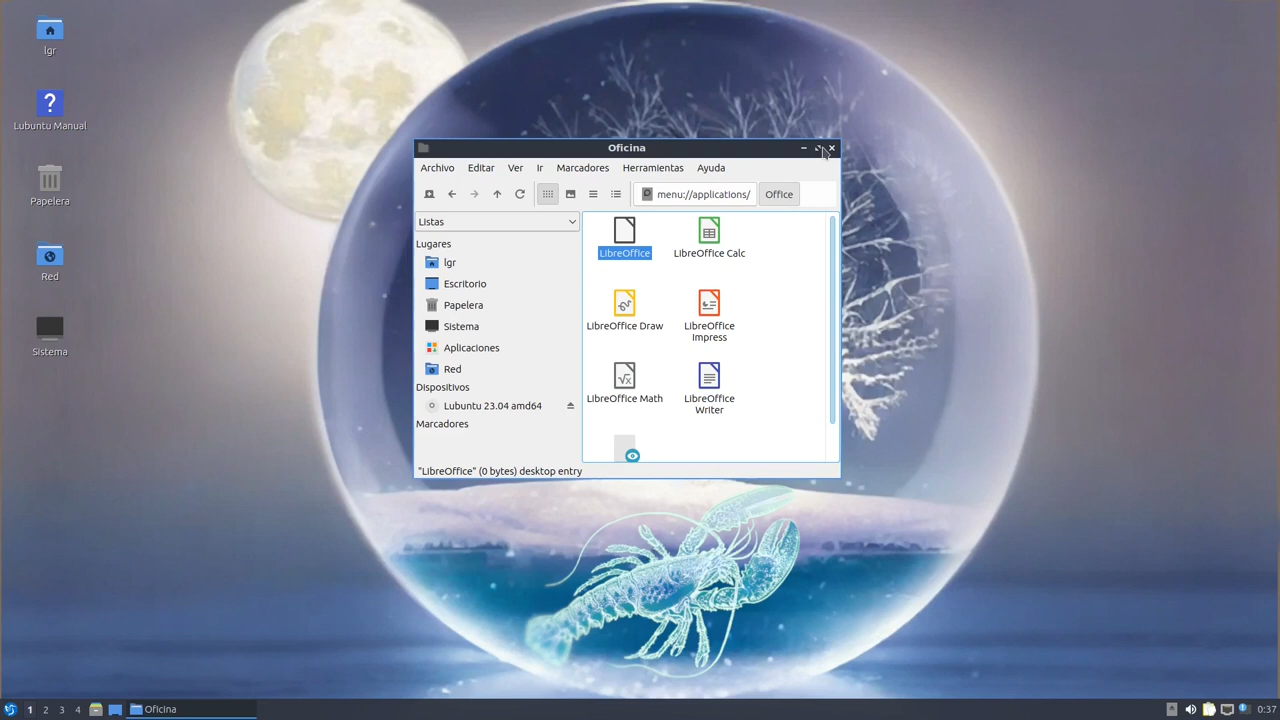 lgr
Lubuntu Manual
Papelera
Red
Sistema
Oficina
Archivo Editar Ver Ir Marcadores Herramientas Ayuda
menu://applications/ Office
Listas
Lugares
lgr
Escritorio
Papelera
Sistema
Aplicaciones
Red
Dispositivos
Lubuntu 23.04 amd64
Marcadores
LibreOffice
LibreOffice Calc
LibreOffice Draw
LibreOffice
Impress
LibreOffice Math
LibreOffice
Writer
"LibreOffice" (0 bytes) desktop entry
1 2 3 4 Oficina 0:37